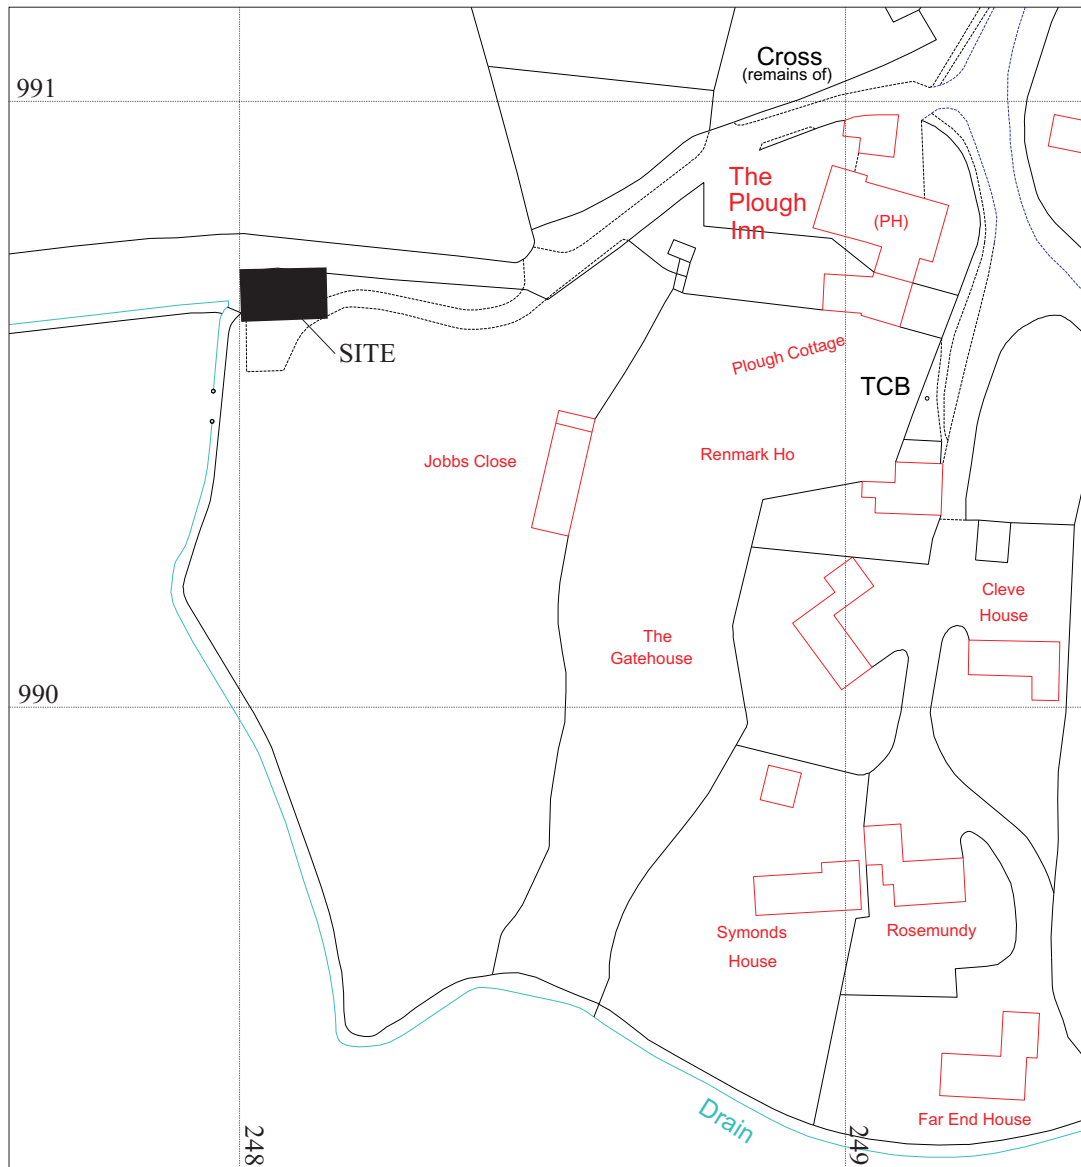 Cross
(remains of)
991
The
Plough
Inn
(PH)
SITE
Plough Cottage
TCB
Jobbs Close
Renmark Ho
Cleve
House
The
Gatehouse
990
Symonds
House
Rosemundy
Far End House
Drain
248
249